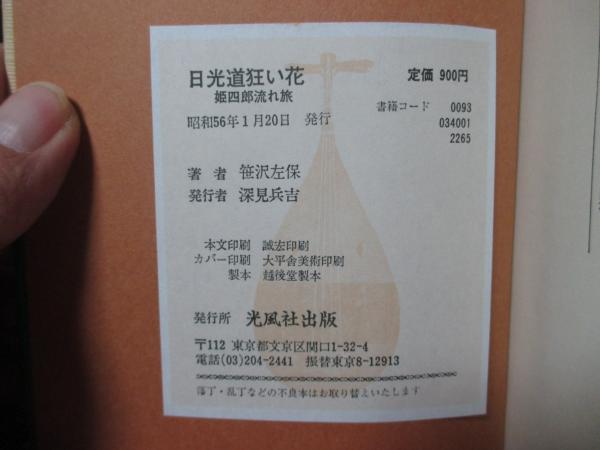 日光道狂い花
姫四郎流れ旅
定価 900円
昭和56年1月20日 発行
書籍コード 0093
034001
2265
著者 笹沢左保
発行者 深見兵吉
本文印刷 誠宏印刷
カバー印刷 大平舎美術印刷
製本 越後堂製本
発行所 光風社出版
〒112 東京都文京区関口1-32-4
電話(03)204-2441 振替東京8-12913
落丁・乱丁などの不良本はお取り替えいたします